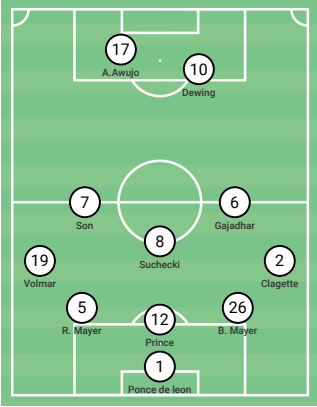 17
A.Awujo
10
Dewing
7
Son
6
Gajadhar
8
Suchecki
19
Volmar
2
Clagette
5
R. Mayer
26
B. Mayer
12
Prince
1
Ponce de leon